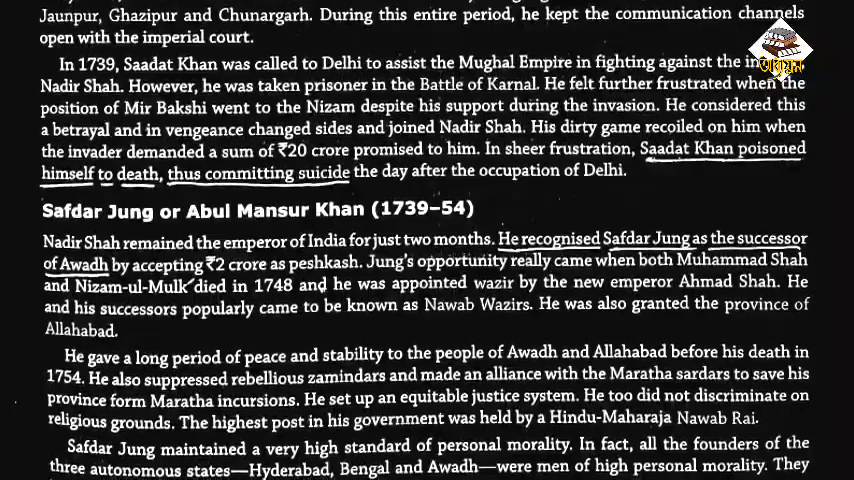 Jaunpur, Ghazipur and Chunargarh. During this entire period, he kept the communication channels
open with the imperial court.
In 1739, Saadat Khan was called to Delhi to assist the Mughal Empire in fighting against the
Nadir Shah. However, he was taken prisoner in the Battle of Karnal. He felt further frustrated when the
position of Mir Bakshi went to the Nizam despite his support during the invasion. He considered this
a betrayal and in vengeance changed sides and joined Nadir Shah. His dirty game recoiled on him when
the invader demanded a sum of ₹20 crore promised to him. In sheer frustration, Saadat Khan poisoned
himself to death, thus committing suicide the day after the occupation of Delhi.
Safdar Jung or Abul Mansur Khan (1739–54)
Nadir Shah remained the emperor of India for just two months. He recognised Safdar Jung as the successor
of Awadh by accepting ₹2 crore as peshkash. Jung's opportunity really came when both Muhammad Shah
and Nizam-ul-Mulk died in 1748 and he was appointed wazir by the new emperor Ahmad Shah. He
and his successors popularly came to be known as Nawab Wazirs. He was also granted the province of
Allahabad.
He gave a long period of peace and stability to the people of Awadh and Allahabad before his death in
1754. He also suppressed rebellious zamindars and made an alliance with the Maratha sardars to save his
province form Maratha incursions. He set up an equitable justice system. He too did not discriminate on
religious grounds. The highest post in his government was held by a Hindu-Maharaja Nawab Rai.
Safdar Jung maintained a very high standard of personal morality. In fact, all the founders of the
three autonomous states—Hyderabad, Bengal and Awadh—were men of high personal morality. They